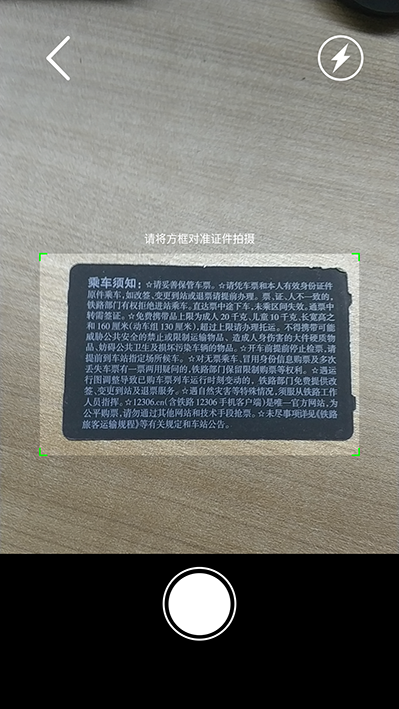 请将方框对准证件拍摄
乘车须知：☆请妥善保管车票。☆请凭车票和本人有效身份证件
原件乘车，如改签、变更到站或退票请提前办理。票、证、人不一致的，
铁路部门有权拒绝进站乘车。直达票中途下车，未乘区间失效。通票中
转需签证。☆免费携带品上限为成人 20 千克、儿童 10 千克，长宽高之
和 160 厘米（动车组 130 厘米），超过上限请办理托运。不得携带可能
威胁公共安全的禁止或限制运输物品、造成人身伤害的大件硬质物
品、妨碍公共卫生及损坏污染车辆的物品。☆开车前提前停止检票，请
提前到车站指定场所候车。☆对无票乘车、冒用身份信息购票及多次
丢失车票有一票两用疑问的，铁路部门保留限制购票等权利。☆遇运
行图调整导致已购车票列车运行时刻变动的，铁路部门免费提供改
签、变更到站及退票服务。☆遇自然灾害等特殊情况，须服从铁路工作
人员指挥。☆12306.cn（含铁路 12306 手机客户端）是唯一官方网站，为
公平购票，请勿通过其他网站和技术手段抢票。☆未尽事项详见《铁路
旅客运输规程》等有关规定和车站公告。